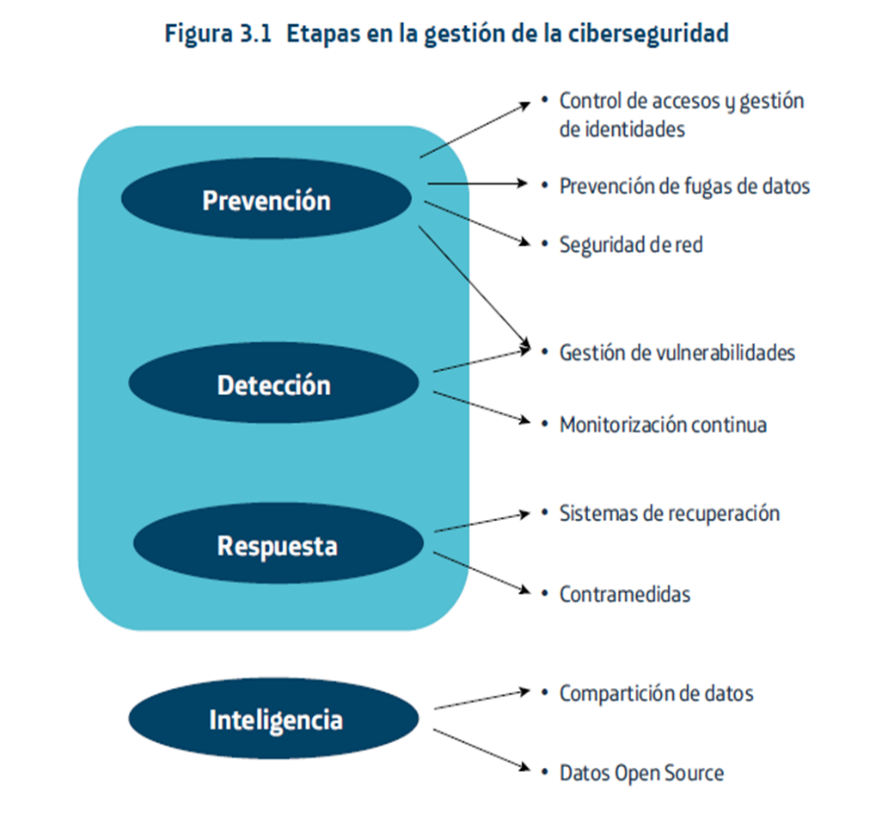 Figura 3.1 Etapas en la gestión de la ciberseguridad
Prevención
• Control de accesos y gestión
de identidades
• Prevención de fugas de datos
• Seguridad de red
Detección
• Gestión de vulnerabilidades
• Monitorización continua
Respuesta
• Sistemas de recuperación
• Contramedidas
Inteligencia
• Compartición de datos
• Datos Open Source